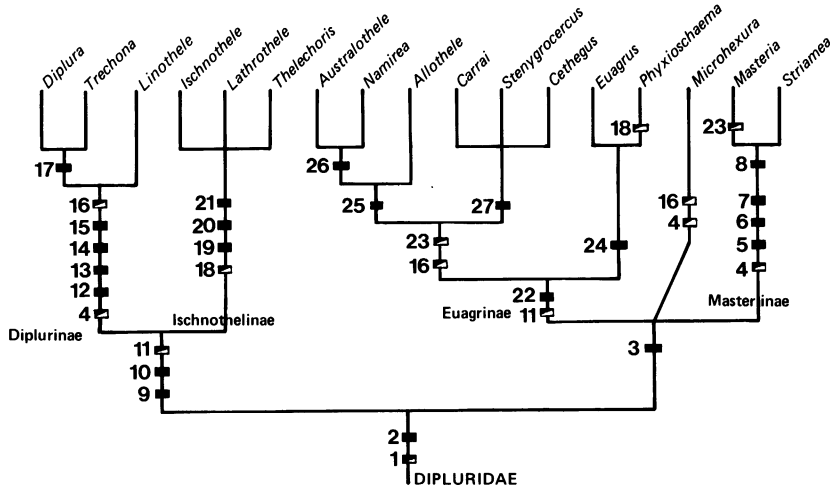 Diplura
Trechona
Linothele
Ischnothele
Lathrothele
Thelechoris
Australothele
Namirea
Allothele
Carrai
Stenygrocercus
Cethegus
Euagrus
Phyxioschaema
Microhexura
Masteria
Striamea
18
23
17
26
8
16
21
25
27
16
7
15
20
4
6
14
19
23
24
5
13
18
16
4
12
22
Masteriinae
4
Ischnothelinae
Euagrinae
11
Diplurinae
11
3
10
9
2
1
DIPLURIDAE